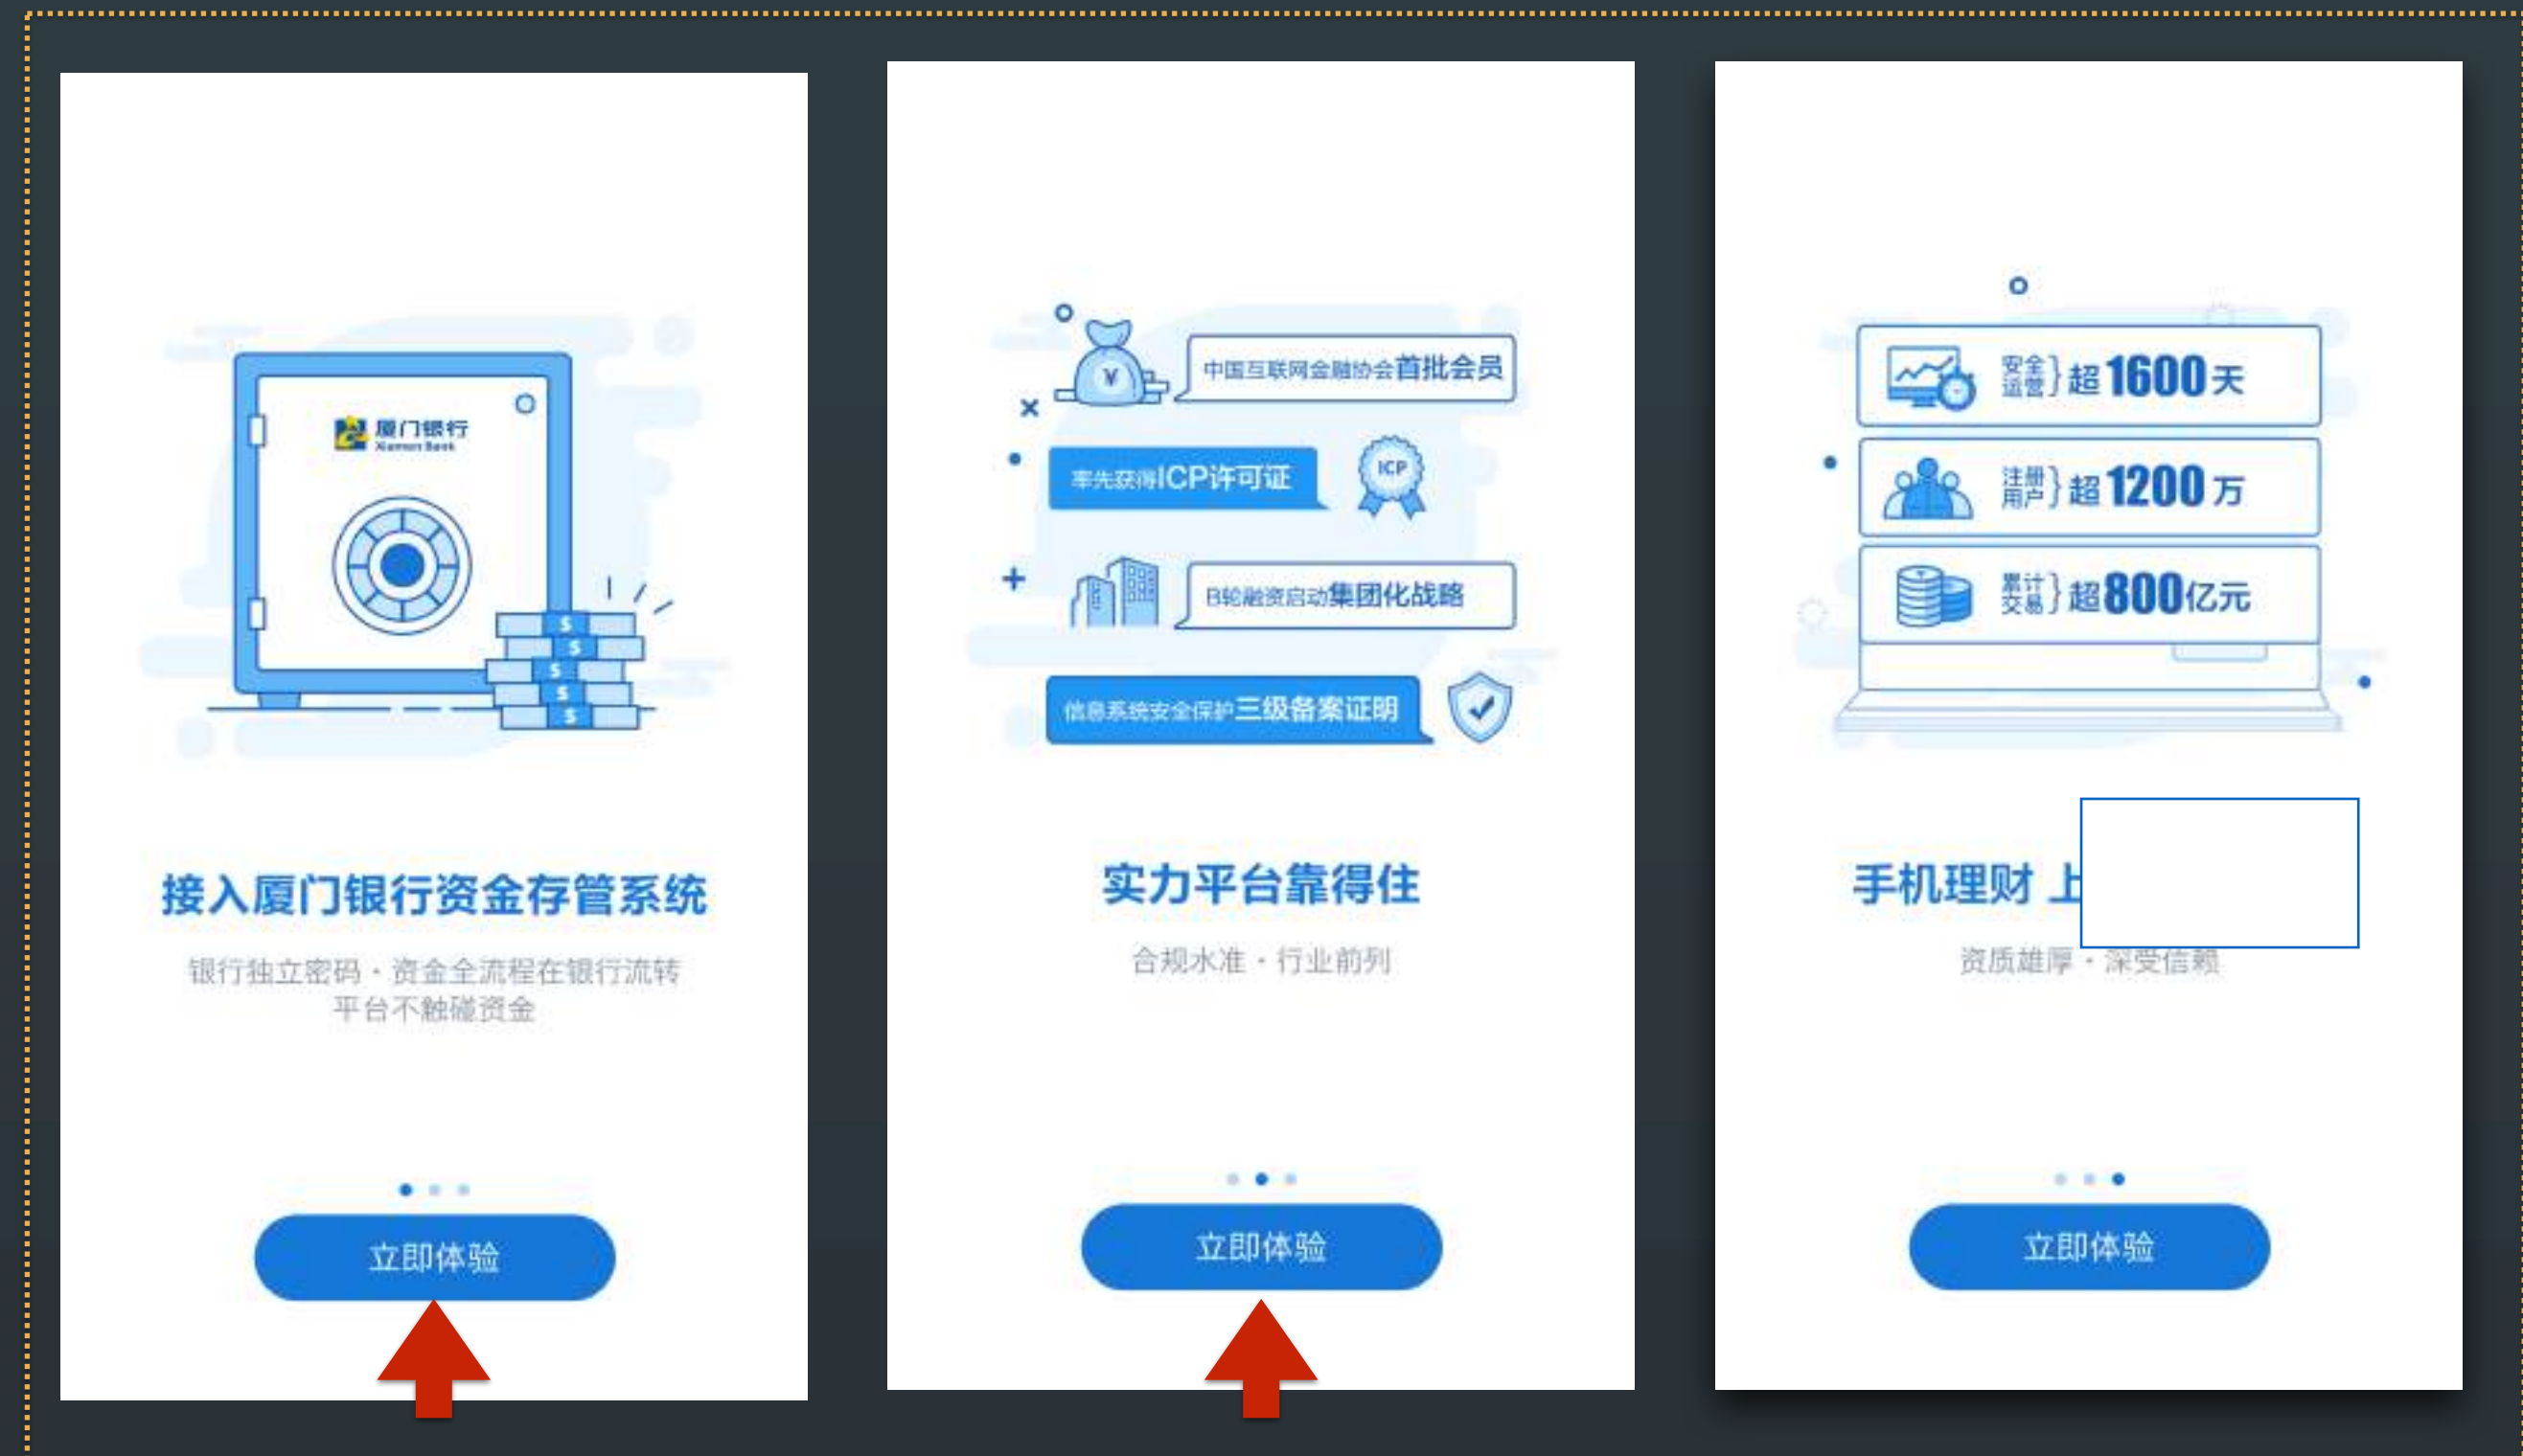 厦门银行
Xiamen Bank
$
$
$
$
$
接入厦门银行资金存管系统
银行独立密码·资金全流程在银行流转
平台不触碰资金
立即体验
¥
中国互联网金融协会首批会员
率先获得ICP许可证
ICP
B轮融资启动集团化战略
信息系统安全保护三级备案证明
实力平台靠得住
合规水准·行业前列
立即体验
安全运营}超1600天
注册用户}超1200万
累计交易}超800亿元
手机理财 上
资质雄厚·深受信赖
立即体验